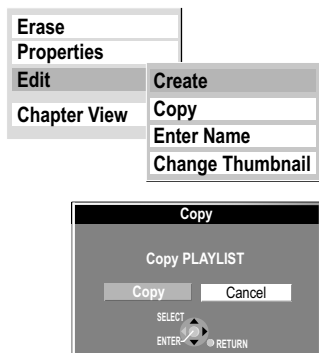 Erase
Properties
Edit
Chapter View
Create
Copy
Enter Name
Change Thumbnail
Copy
Copy PLAYLIST
Copy Cancel
SELECT
ENTER RETURN